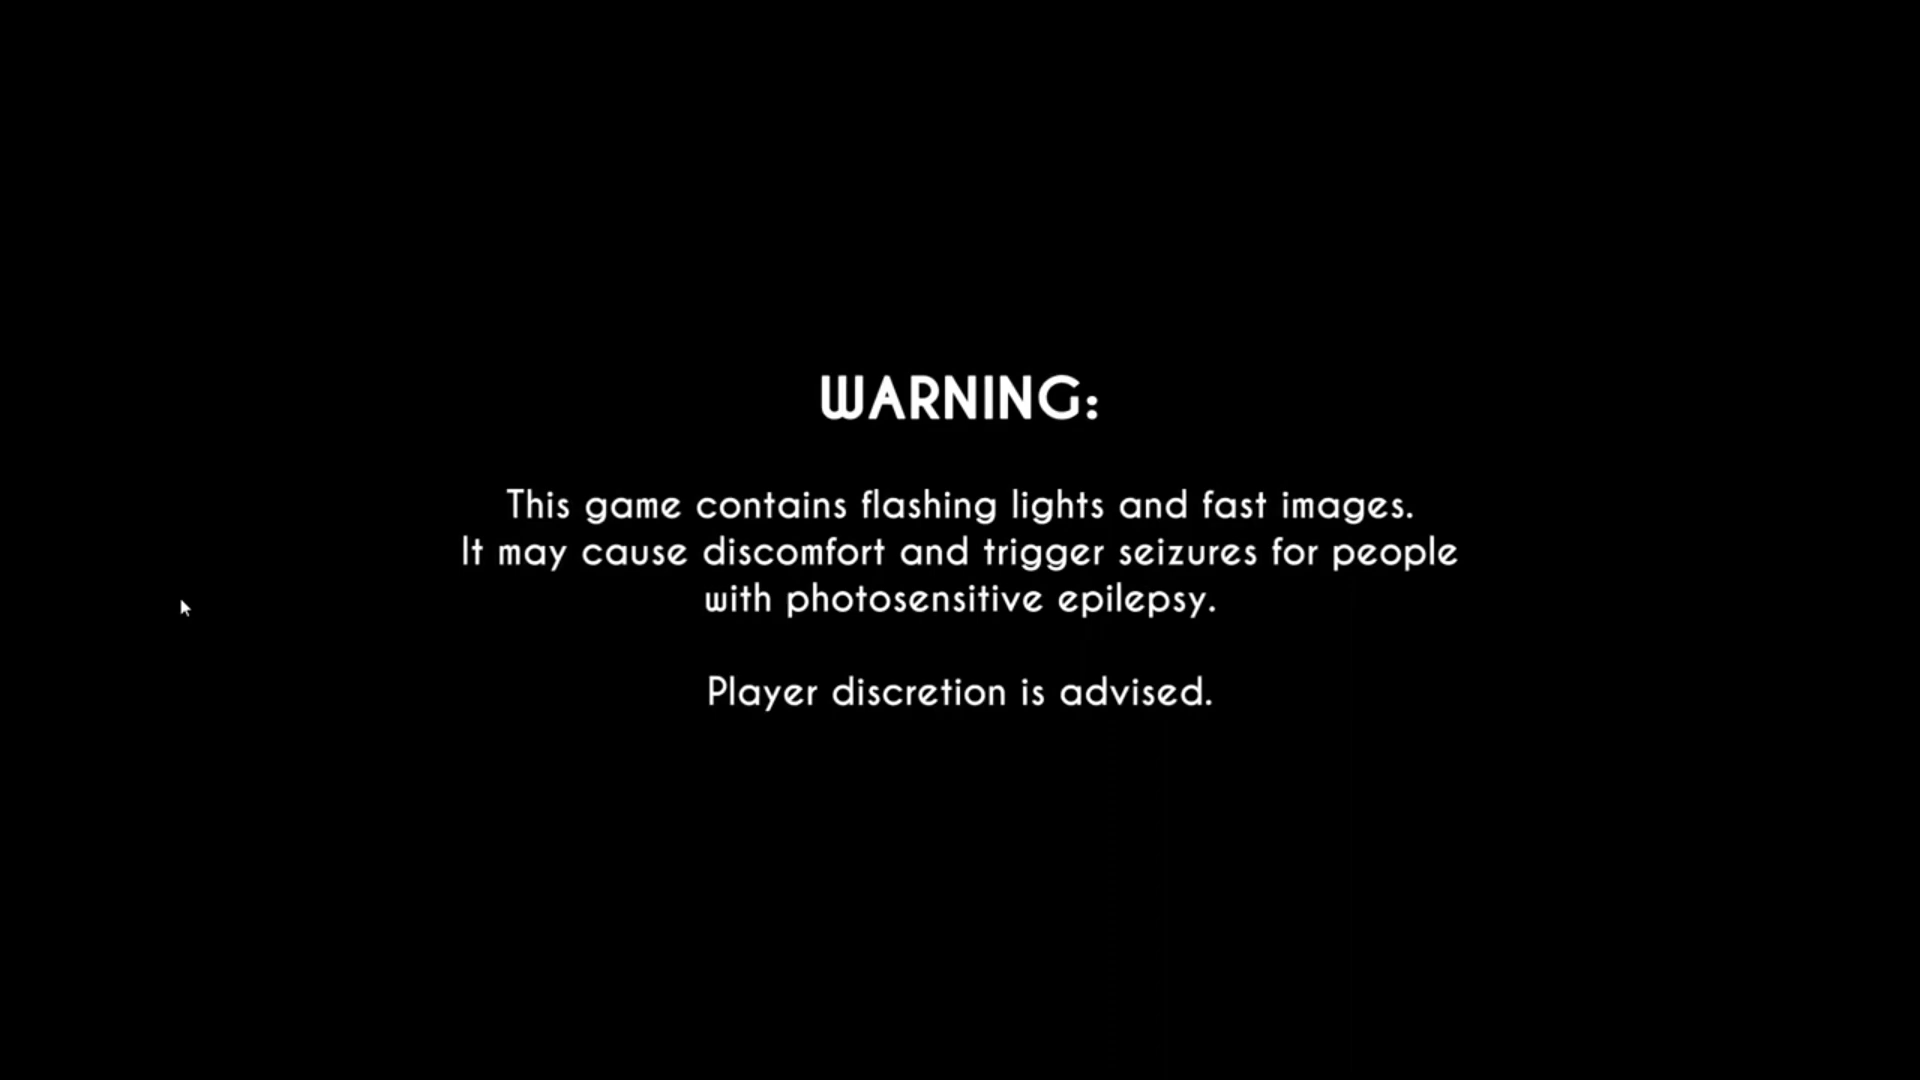 WARNING:
This game contains flashing lights and fast images.
It may cause discomfort and trigger seizures for people
with photosensitive epilepsy.
Player discretion is advised.